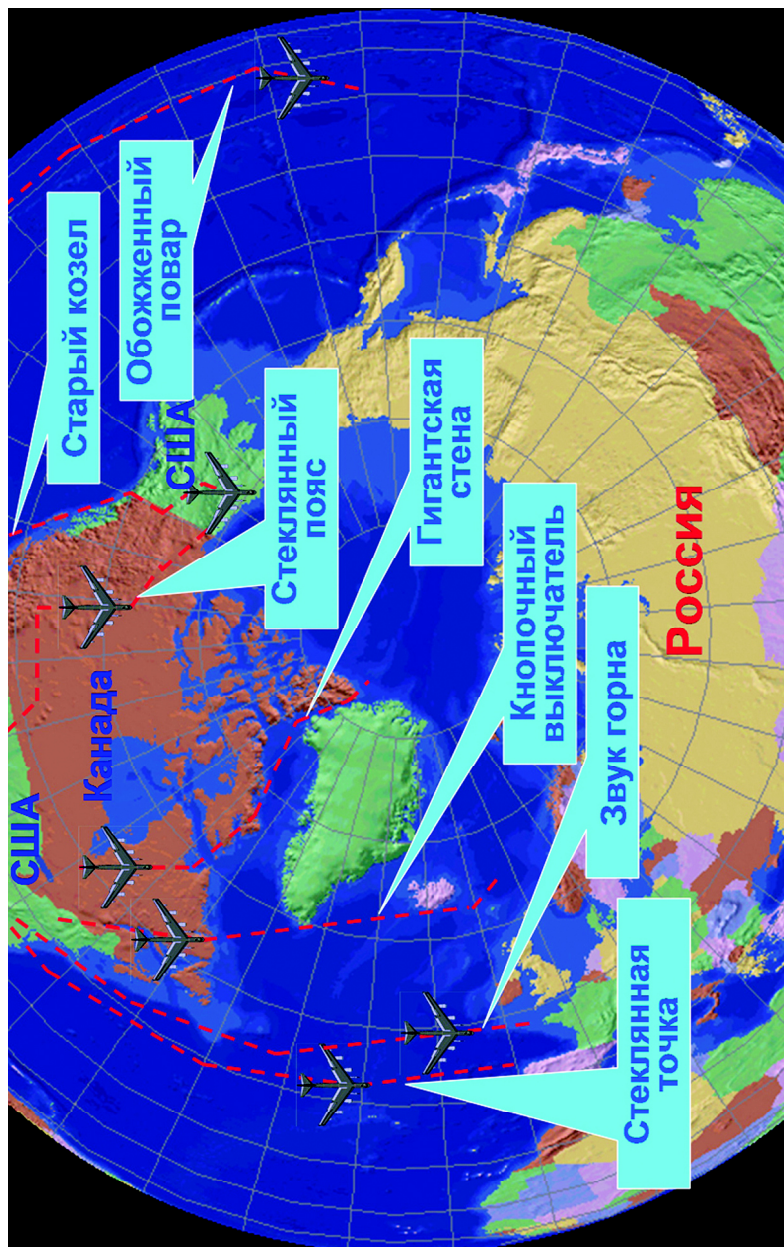 Старый козел
Обожженный
повар
США
Стеклянный
пояс
Гигантская
стена
Кнопочный
выключатель
Звук горна
Стеклянная
точка
США
Канада
Россия